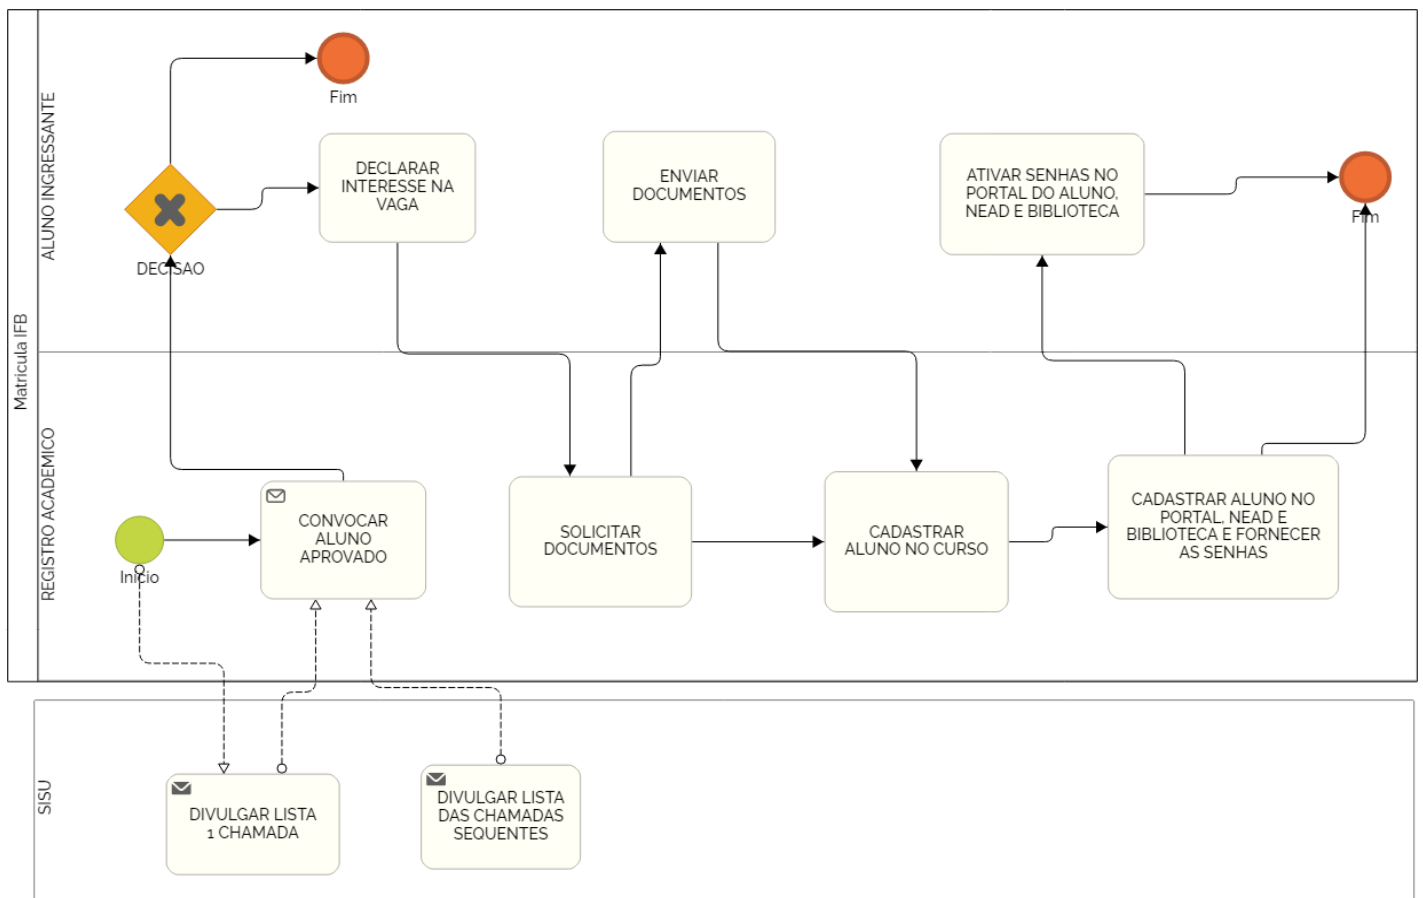 Matricula IFB
ALUNO INGRESSANTE
Fim
DECISAO
DECLARAR
INTERESSE NA
VAGA
ENVIAR
DOCUMENTOS
ATIVAR SENHAS NO
PORTAL DO ALUNO,
NEAD E BIBLIOTECA
Fim
REGISTRO ACADEMICO
Inicio
CONVOCAR
ALUNO
APROVADO
SOLICITAR
DOCUMENTOS
CADASTRAR
ALUNO NO CURSO
CADASTRAR ALUNO NO
PORTAL, NEAD E
BIBLIOTECA E FORNECER
AS SENHAS
SISU
DIVULGAR LISTA
1 CHAMADA
DIVULGAR LISTA
DAS CHAMADAS
SEQUENTES